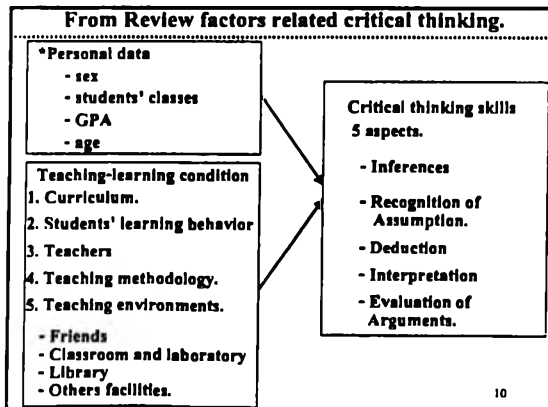 From Review factors related critical thinking.
*Personal data
- sex
- students' classes
- GPA
- age
Teaching-learning condition
1. Curriculum.
2. Students' learning behavior
3. Teachers
4. Teaching methodology.
5. Teaching environments.
- Friends
- Classroom and laboratory
- Library
- Others facilities.
Critical thinking skills
5 aspects.
- Inferences
- Recognition of
Assumption.
- Deduction
- Interpretation
- Evaluation of
Arguments.
10